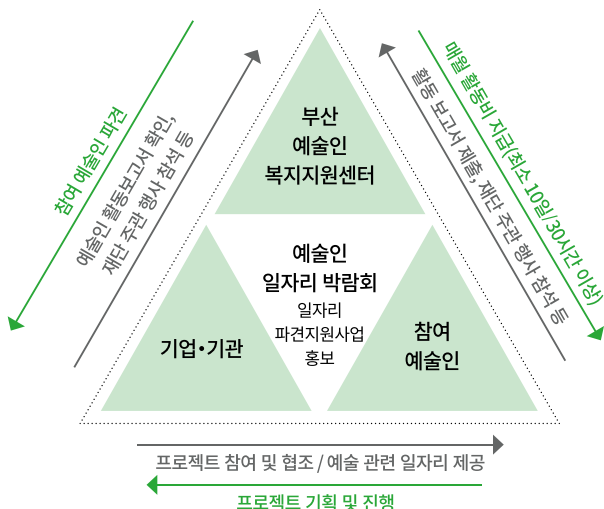 참여 예술인 파견
예술인 활동보고서 확인,
재단 주관 행사 참석 등
매월 활동비 지급(최소 10일/30시간 이상)
활동 보고서 제출, 재단 주관 행사 참석 등
부산
예술인
복지지원센터
예술인
일자리 박람회
일자리
파견지원사업
홍보
기업•기관
참여
예술인
프로젝트 참여 및 협조 / 예술 관련 일자리 제공
프로젝트 기획 및 진행